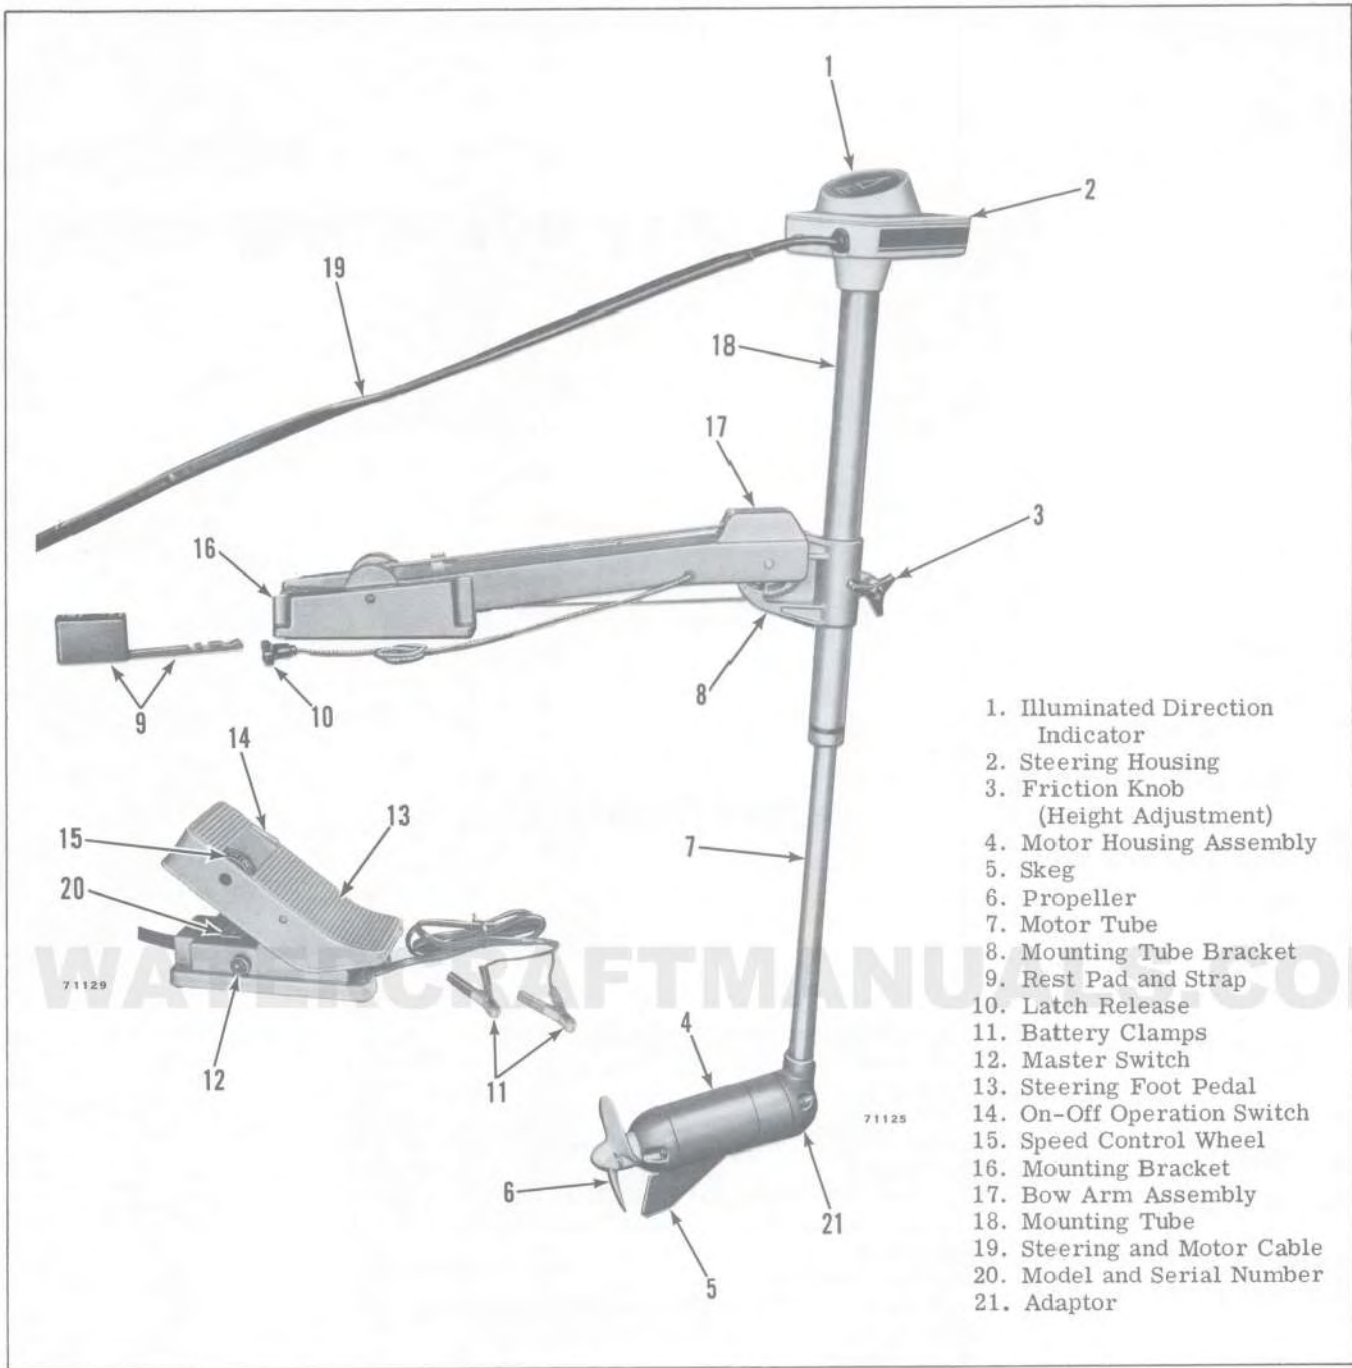 1
2
19
18
17
3
16
9
10
8
14
15
13
7
20
WATERCRAFTMANUALS.CO
71129
12
11
4
71125
6
21
5
1. Illuminated Direction
Indicator
2. Steering Housing
3. Friction Knob
(Height Adjustment)
4. Motor Housing Assembly
5. Skeg
6. Propeller
7. Motor Tube
8. Mounting Tube Bracket
9. Rest Pad and Strap
10. Latch Release
11. Battery Clamps
12. Master Switch
13. Steering Foot Pedal
14. On-Off Operation Switch
15. Speed Control Wheel
16. Mounting Bracket
17. Bow Arm Assembly
18. Mounting Tube
19. Steering and Motor Cable
20. Model and Serial Number
21. Adaptor